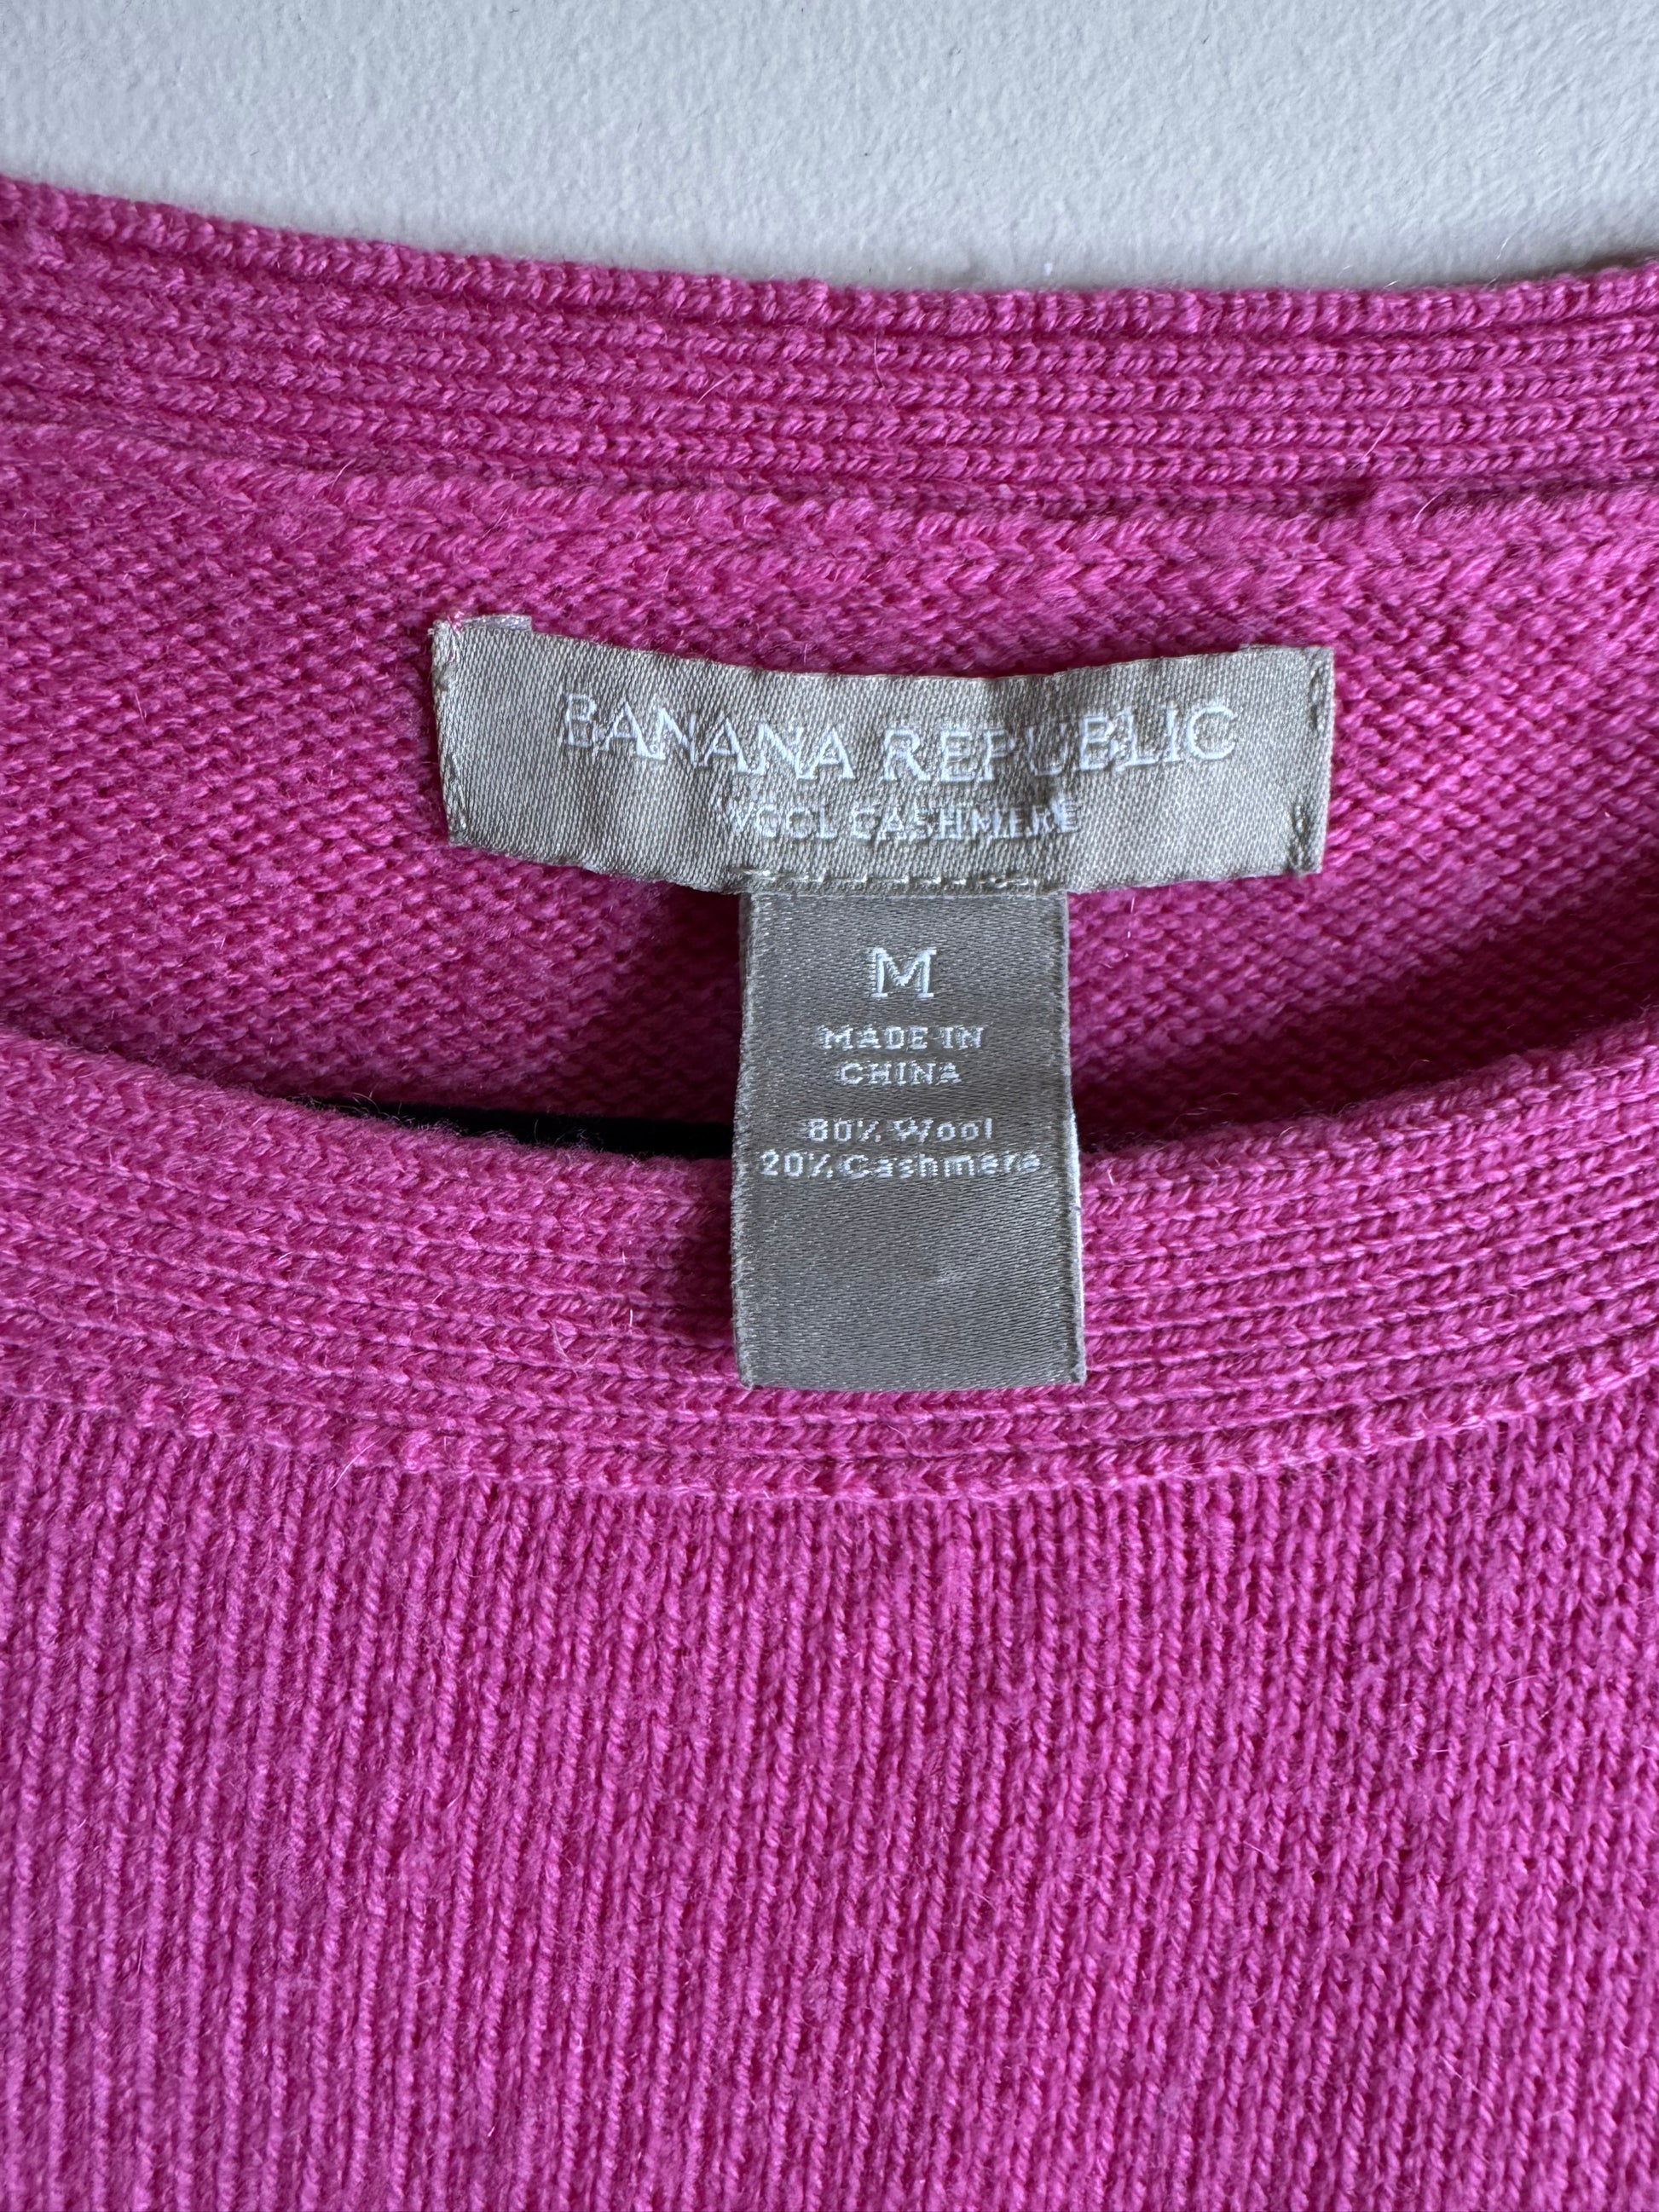 BANANA REPUBLIC
WOOL CASHMERE
M
MADE IN
CHINA
80% Wool
20% Cashmere